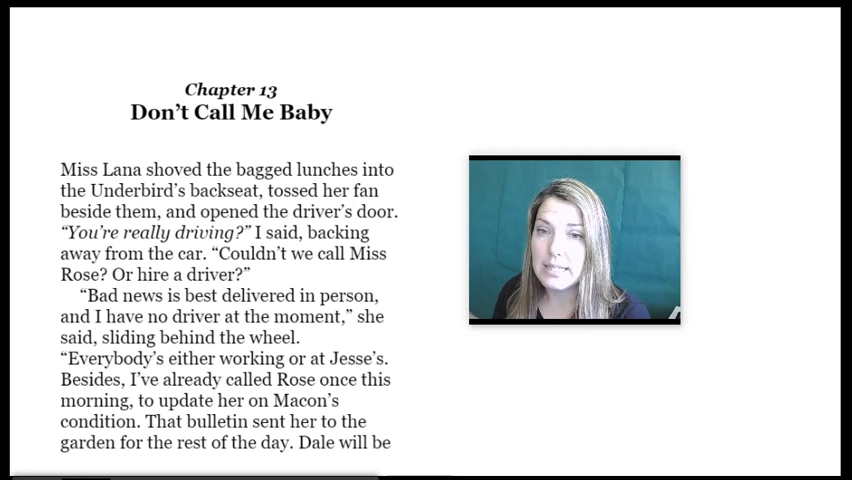 Chapter 13
Don't Call Me Baby
Miss Lana shoved the bagged lunches into
the Underbird's backseat, tossed her fan
beside them, and opened the driver's door.
“You're really driving?” I said, backing
away from the car. “Couldn't we call Miss
Rose? Or hire a driver?”
“Bad news is best delivered in person,
and I have no driver at the moment,” she
said, sliding behind the wheel.
“Everybody's either working or at Jesse's.
Besides, I've already called Rose once this
morning, to update her on Macon's
condition. That bulletin sent her to the
garden for the rest of the day. Dale will be